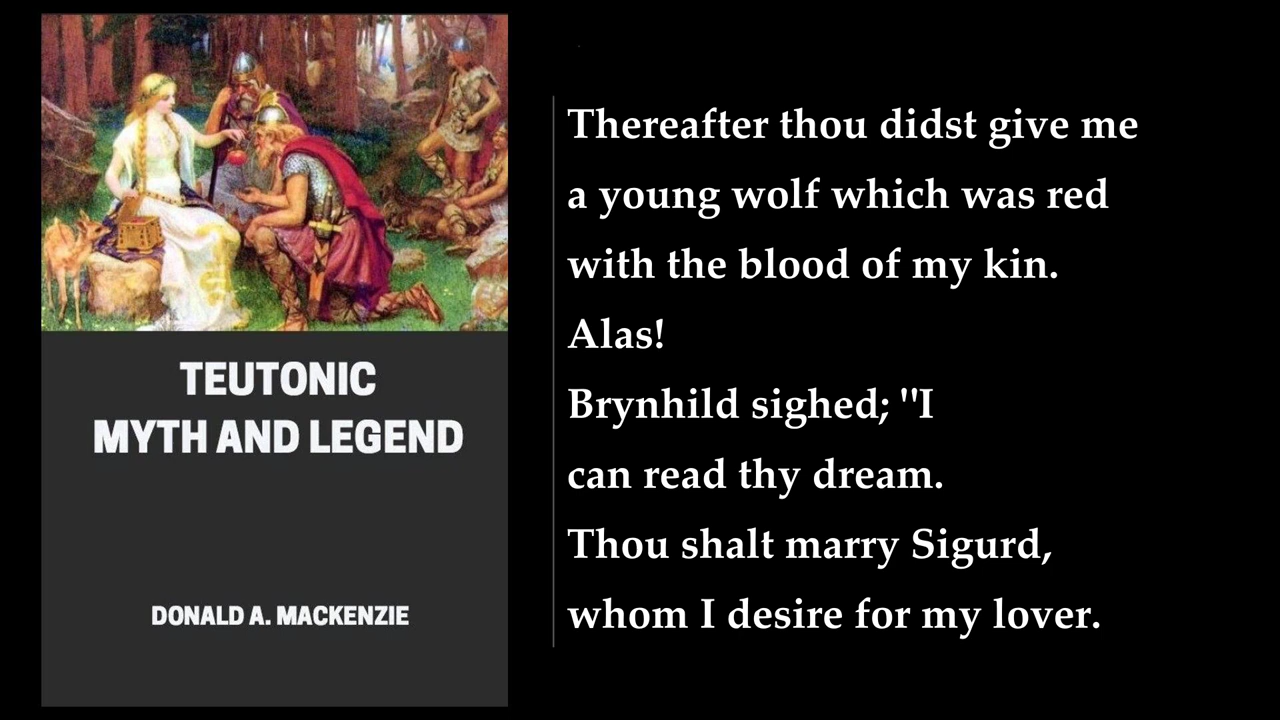 TEUTONIC
MYTH AND LEGEND
DONALD A. MACKENZIE
Thereafter thou didst give me
a young wolf which was red
with the blood of my kin.
Alas!
Brynhild sighed; "I
can read thy dream.
Thou shalt marry Sigurd,
whom I desire for my lover.